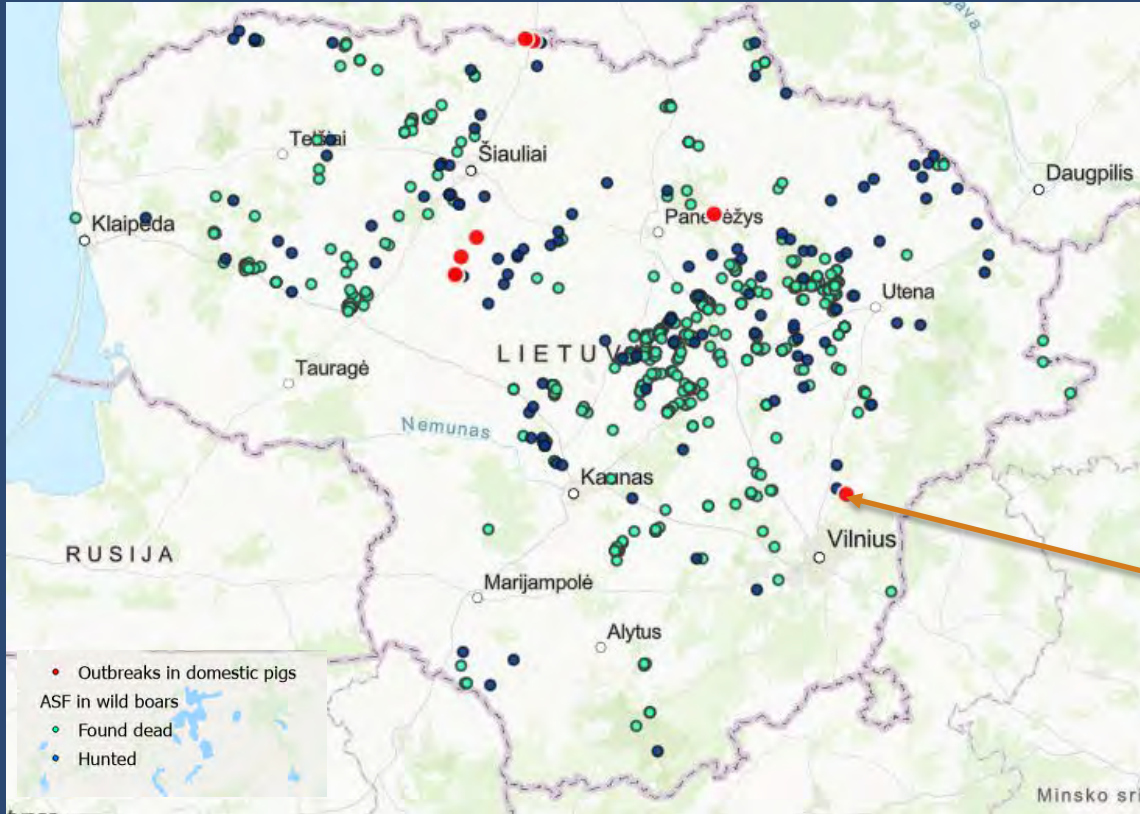 Telšiai
Šiauliai
Daugpilis
Klaipėda
Panevėžys
Utena
LIETUV
Tauragė
Nemunas
Kaunas
RUSIJA
Vilnius
Marijampolė
Alytus
Outbreaks in domestic pigs
ASF in wild boars
Found dead
Hunted
Minsko sri